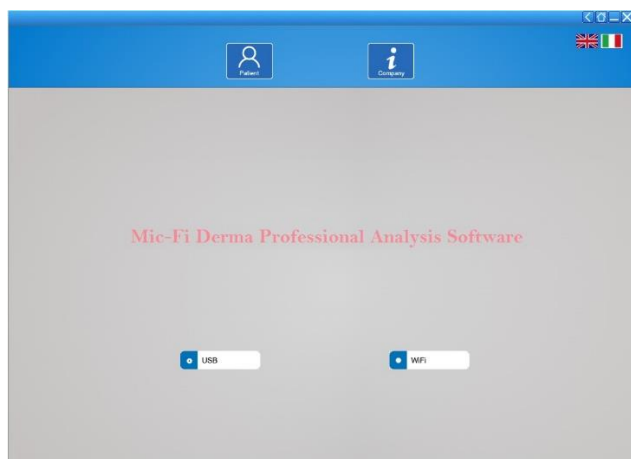 Patient
Company
Mic-Fi Derma Professional Analysis Software
USB
WiFi